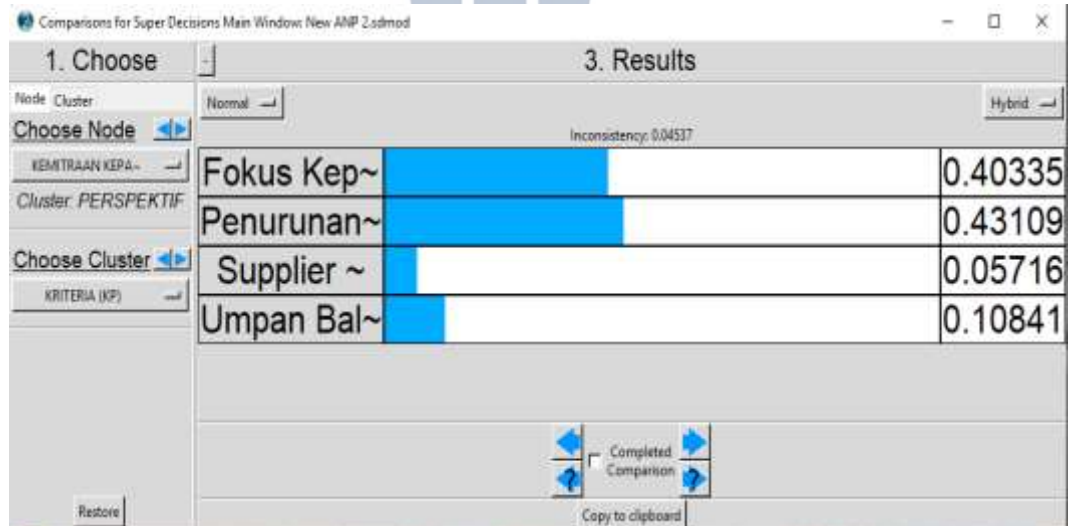 Comparisons for Super Decisions Main Window: New ANP 2.sdmod
1. Choose
3. Results
Node Cluster
Normal
Hybrid
Choose Node
Inconsistency: 0.04537
KEMITRAAN KEPA~
Cluster: PERSPEKTIF
Choose Cluster
KRITERIA (KP)
Fokus Kep~ 0.40335
Penurunan~ 0.43109
Supplier ~ 0.05716
Umpan Bal~ 0.10841
Completed
Comparison
? ?
Restore
Copy to clipboard